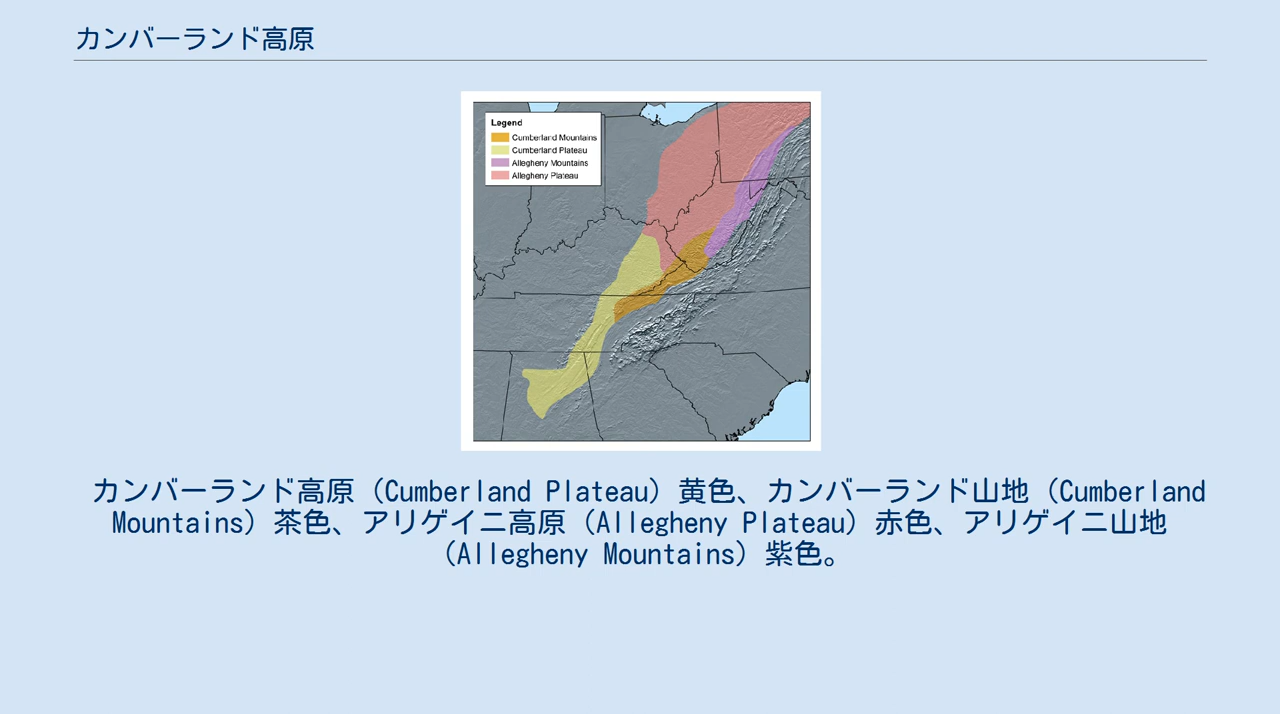 カンバーランド高原
Legend
Cumberland Mountains
Cumberland Plateau
Allegheny Mountains
Allegheny Plateau
カンバーランド高原（Cumberland Plateau）黄色、カンバーランド山地（Cumberland
Mountains）茶色、アリゲイニ高原（Allegheny Plateau）赤色、アリゲイニ山地
（Allegheny Mountains）紫色。